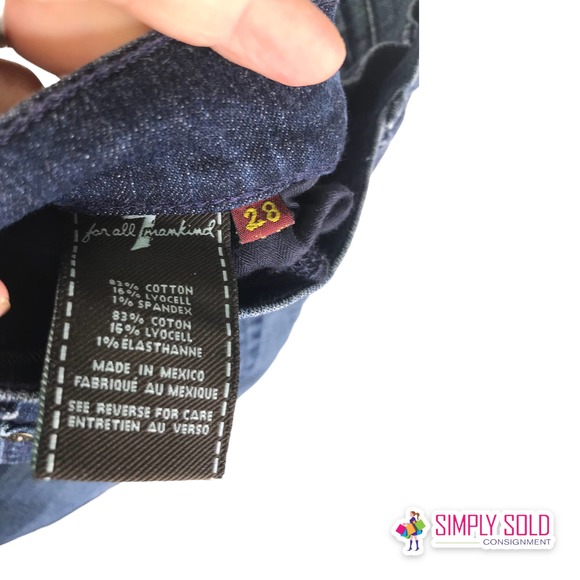 7
for all mankind
28
83% COTTON
16% LYOCELL
1% SPANDEX
83% COTON
16% LYOCELL
1% ÉLASTHANNE
MADE IN MEXICO
FABRIQUÉ AU MEXIQUE
SEE REVERSE FOR CARE
ENTRETIEN AU VERSO
SIMPLY SOLD
CONSIGNMENT